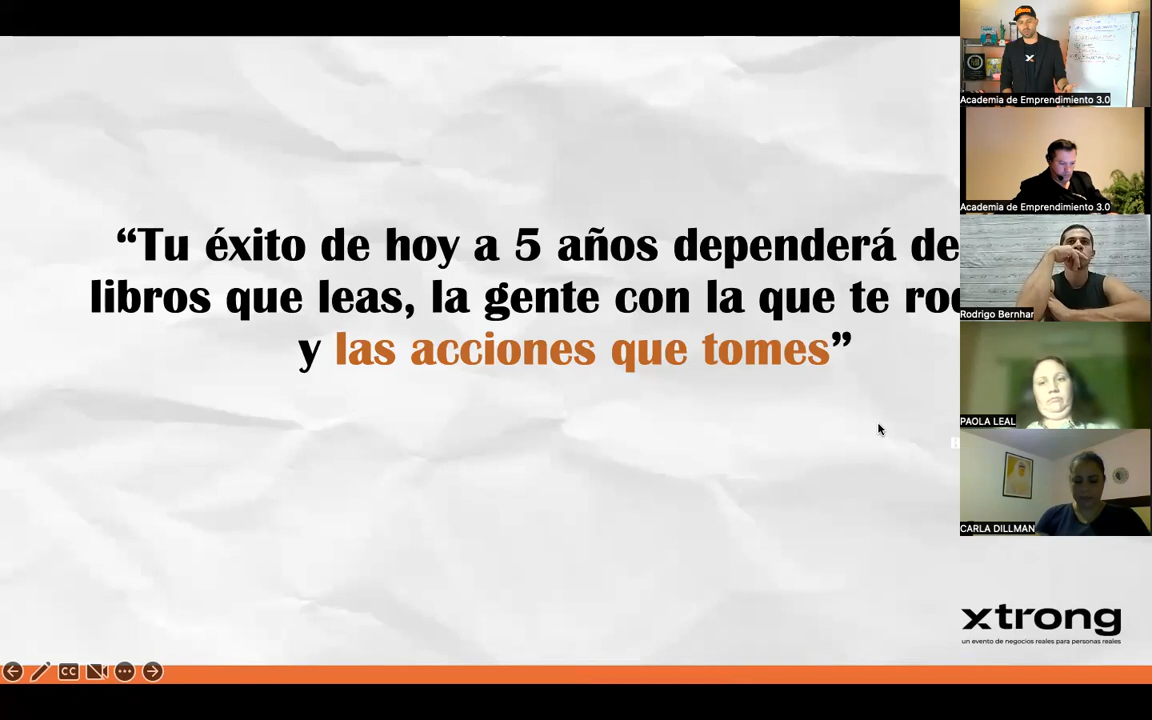 Academia de Emprendimiento 3.0
Academia de Emprendimiento 3.0
“Tu éxito de hoy a 5 años dependerá de
libros que leas, la gente con la que te
y las acciones que tomes”
Rodrigo Bernhar
PAOLA LEAL
CARLA DILLMAN
xtrong
un evento de negocios reales para personas reales
CC